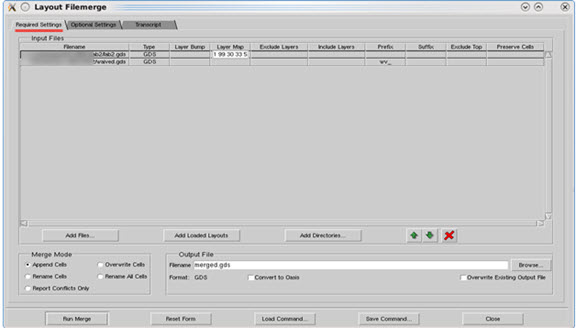 Layout Filemerge
Required Settings Optional Settings Transcript
Input Files
Filename Type Layer Bump Layer Map Exclude Layers Include Layers Prefix Suffix Exclude Top Preserve Cells
ab2/lab2.gds GDS 1 99 30 33 5
t/waived.gds GDS wv_
Add Files... Add Loaded Layouts Add Directories...
Merge Mode Output File
Append Cells Overwrite Cells Filename merged.gds Browse...
Rename Cells Rename All Cells Format: GDS Convert to Oasis Overwrite Existing Output File
Report Conflicts Only
Run Merge Reset Form Load Command... Save Command... Close